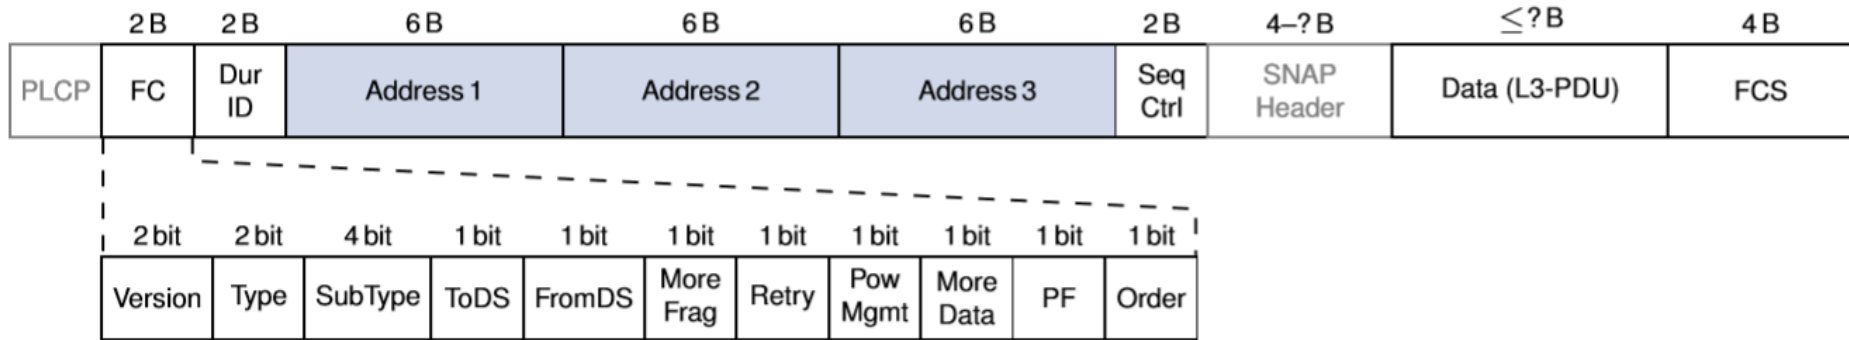 2 B 2 B 6 B 6 B 6 B 2 B 4–? B ≤? B 4 B
PLCP FC Dur ID Address 1 Address 2 Address 3 Seq Ctrl SNAP Header Data (L3-PDU) FCS
2 bit 2 bit 4 bit 1 bit 1 bit 1 bit 1 bit 1 bit 1 bit 1 bit 1 bit
Version Type SubType ToDS FromDS More Frag Retry Pow Mgmt More Data PF Order